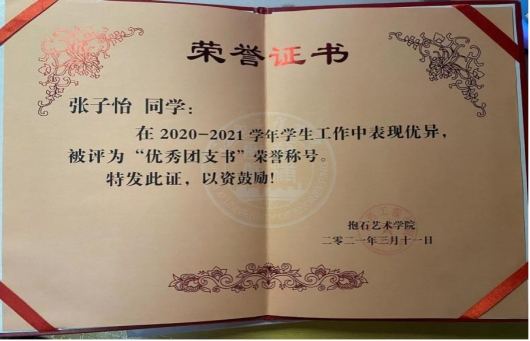 荣誉证书
张子怡 同学：
在 2020-2021 学年学生工作中表现优异，
被评为“优秀团支书”荣誉称号。
特发此证，以资鼓励！
抱石艺术学院
二零二一年三月十一日